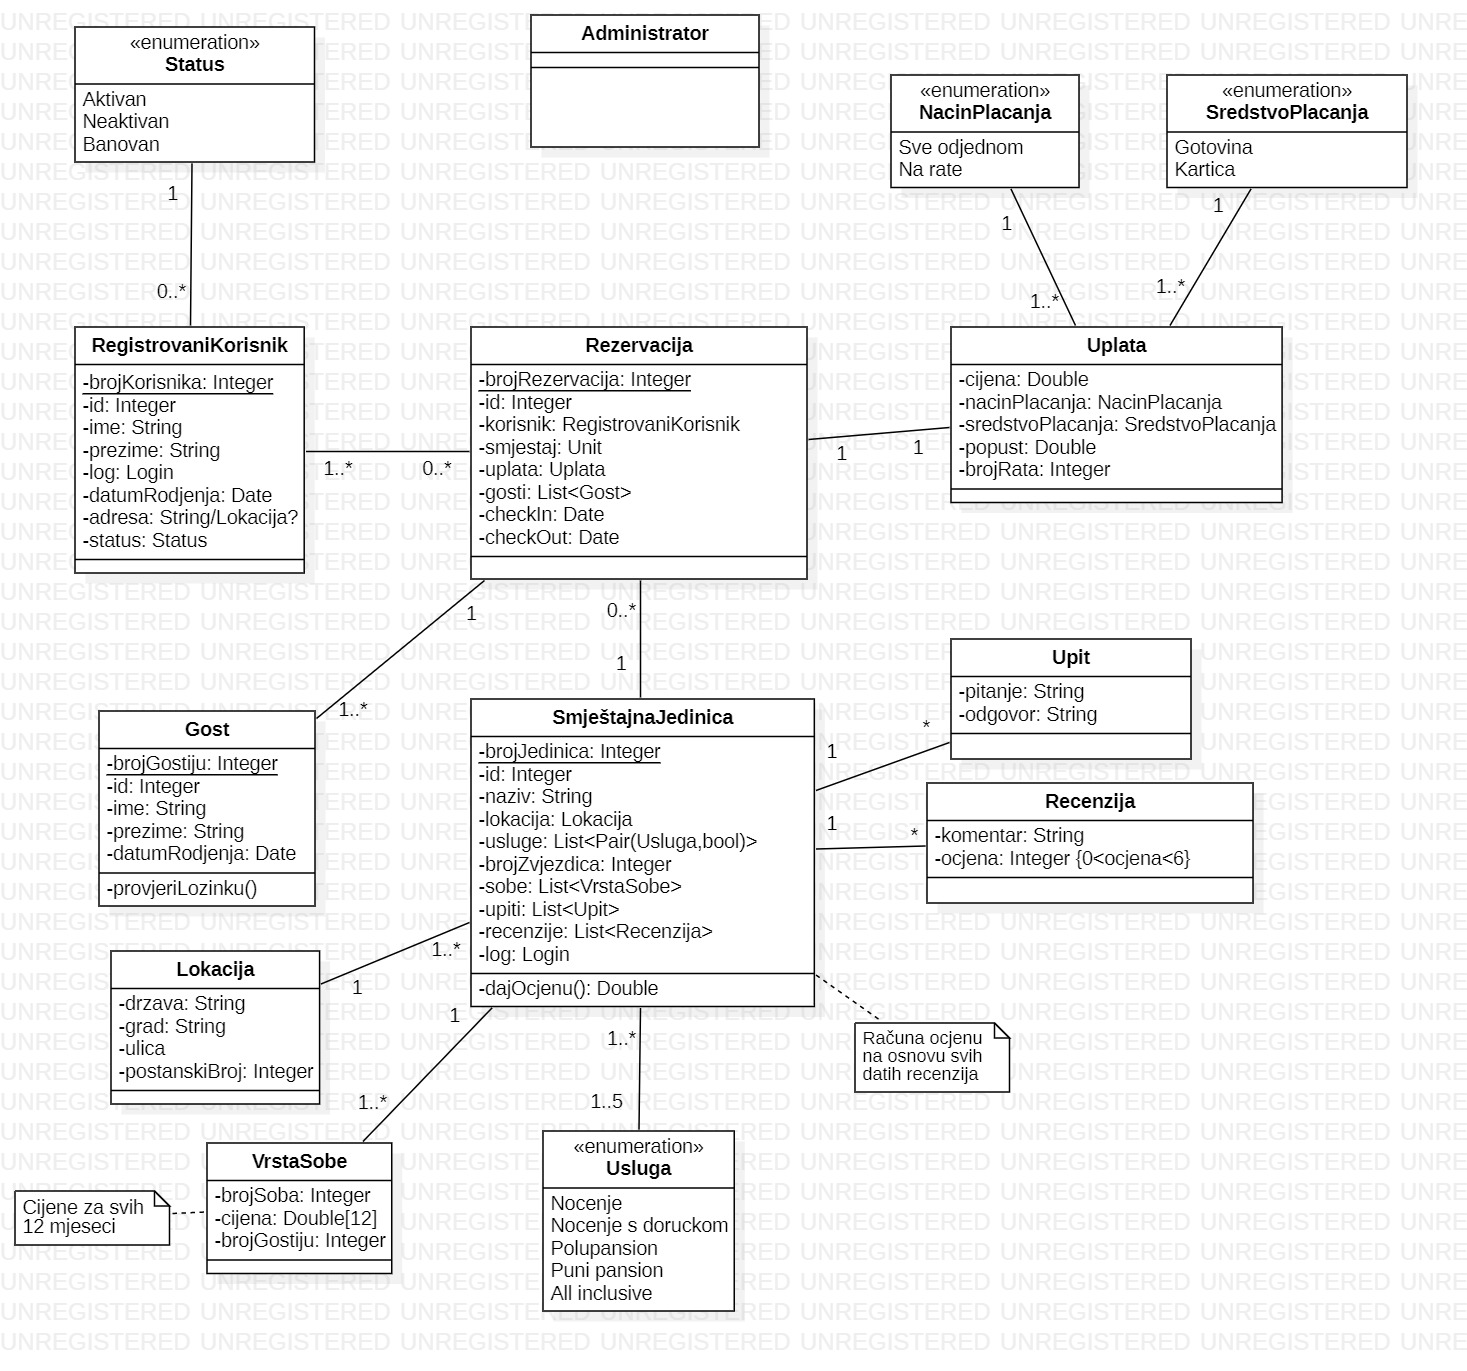 «enumeration»
Status
Aktivan
Neaktivan
Banovan
Administrator
«enumeration»
NacinPlacanja
Sve odjednom
Na rate
«enumeration»
SredstvoPlacanja
Gotovina
Kartica
1
0..*
1
1..*
1
1..*
RegistrovaniKorisnik
-brojKorisnika: Integer
-id: Integer
-ime: String
-prezime: String
-log: Login
-datumRodjenja: Date
-adresa: String/Lokacija?
-status: Status
1..*
0..*
Rezervacija
-brojRezervacija: Integer
-id: Integer
-korisnik: RegistrovaniKorisnik
-smjestaj: Unit
-uplata: Uplata
-gosti: List<Gost>
-checkIn: Date
-checkOut: Date
1
1
Uplata
-cijena: Double
-nacinPlacanja: NacinPlacanja
-sredstvoPlacanja: SredstvoPlacanja
-popust: Double
-brojRata: Integer
1
1..*
0..*
1
Gost
-brojGostiju: Integer
-id: Integer
-ime: String
-prezime: String
-datumRodjenja: Date
-provjeriLozinku()
SmještajnaJedinica
-brojJedinica: Integer
-id: Integer
-naziv: String
-lokacija: Lokacija
-usluge: List<Pair(Usluga,bool)>
-brojZvjezdica: Integer
-sobe: List<VrstaSobe>
-upiti: List<Upit>
-recenzije: List<Recenzija>
-log: Login
-dajOcjenu(): Double
1
*
Upit
-pitanje: String
-odgovor: String
1
*
Recenzija
-komentar: String
-ocjena: Integer {0<ocjena<6}
1..*
1
Lokacija
-drzava: String
-grad: String
-ulica
-postanskiBroj: Integer
1
1..*
1..*
1..5
Računa ocjenu
na osnovu svih
datih recenzija
Cijene za svih
12 mjeseci
VrstaSobe
-brojSoba: Integer
-cijena: Double[12]
-brojGostiju: Integer
«enumeration»
Usluga
Nocenje
Nocenje s doruckom
Polupansion
Puni pansion
All inclusive
UNREGISTERED